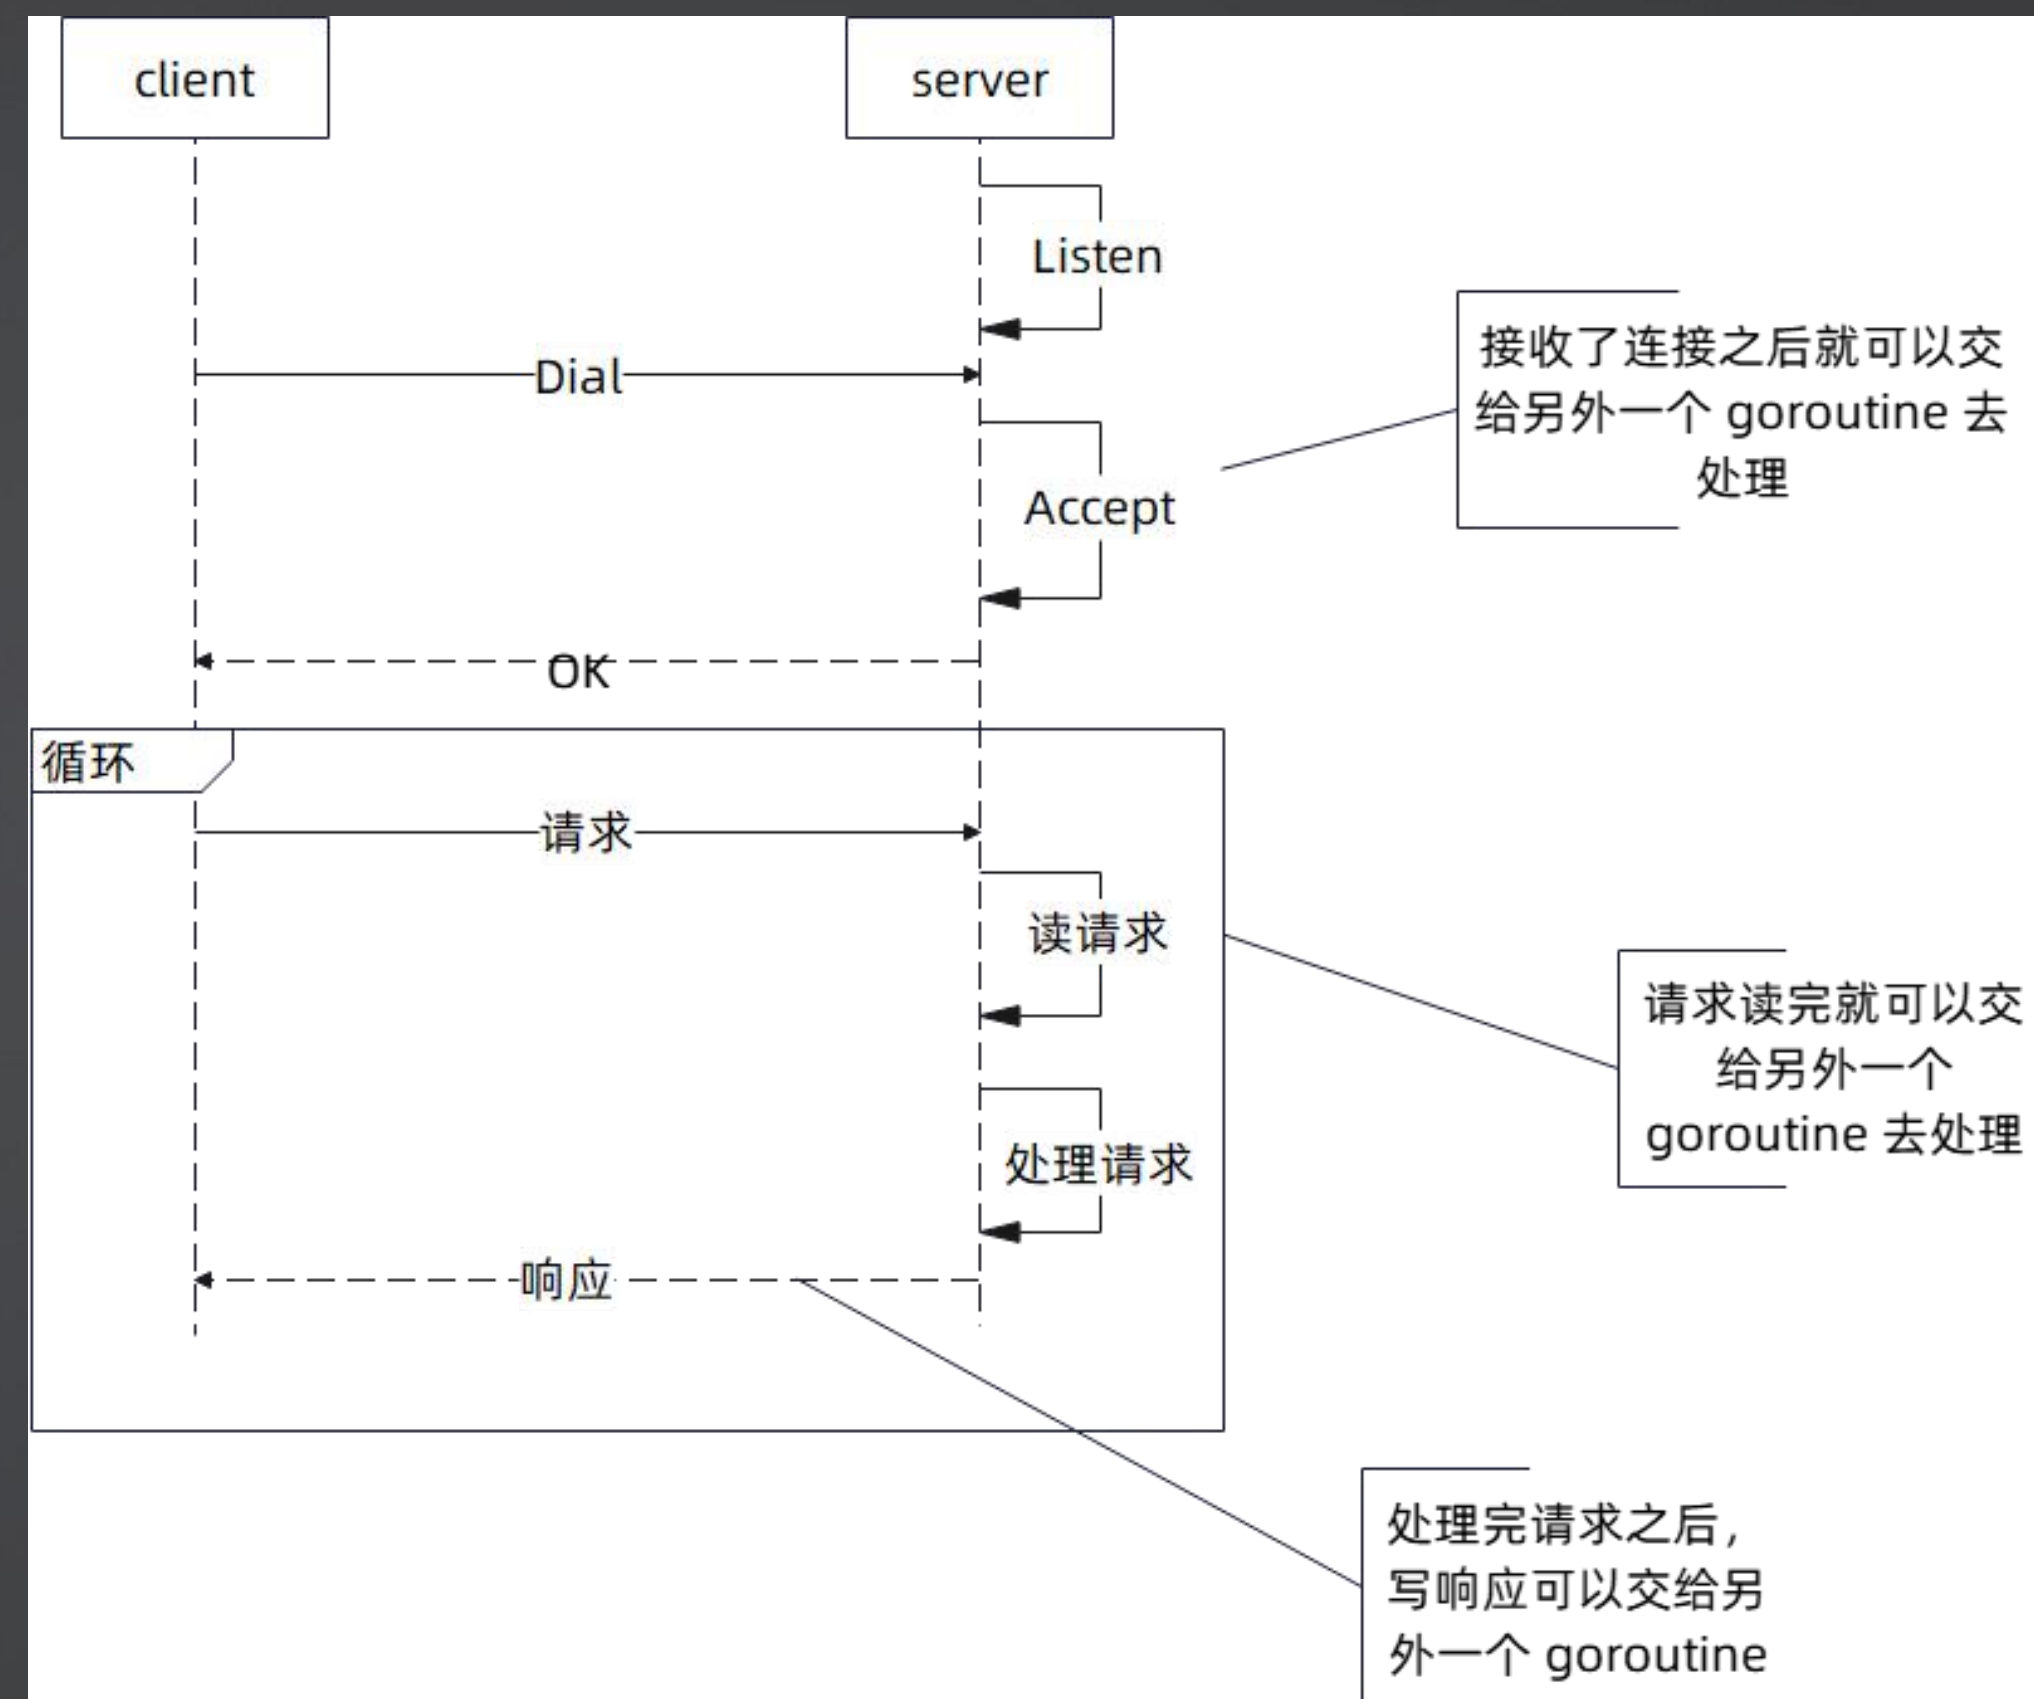 client
server
Listen
Dial
接收了连接之后就可以交
给另外一个 goroutine 去
处理
Accept
OK
循环
请求
读请求
请求读完就可以交
给另外一个
goroutine 去处理
处理请求
响应
处理完请求之后，
写响应可以交给另
外一个 goroutine